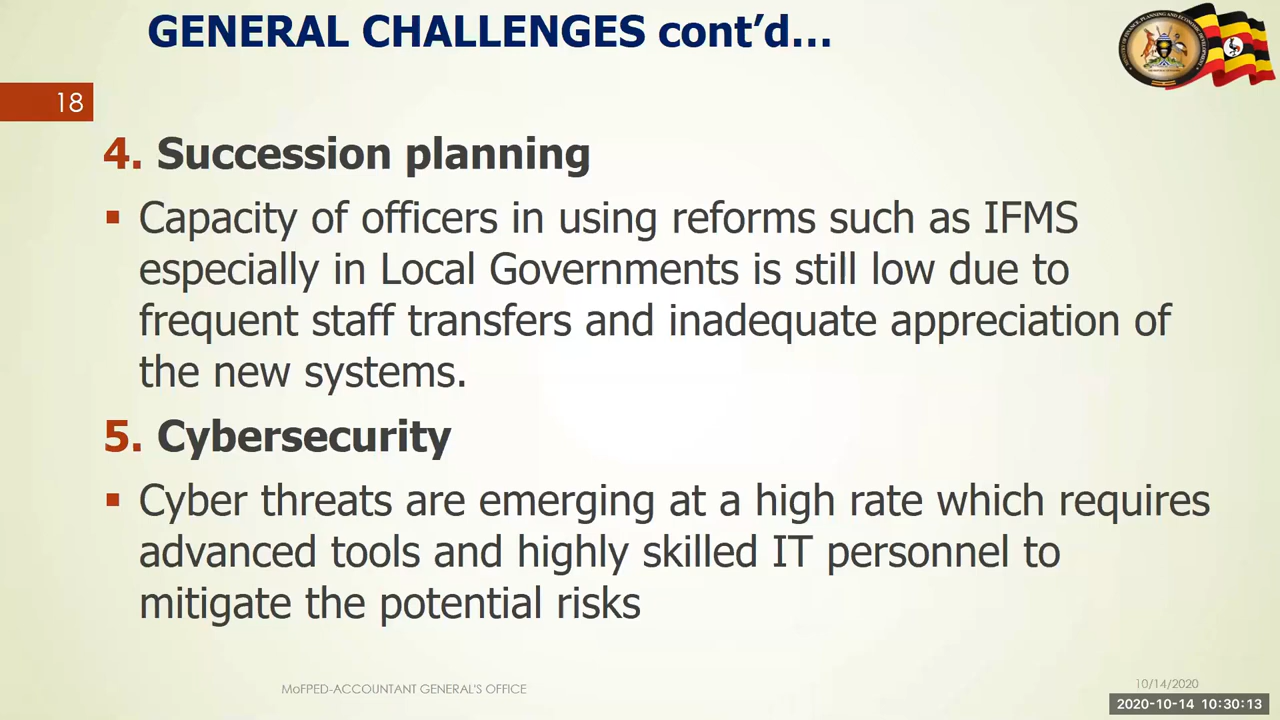 GENERAL CHALLENGES cont’d…
18
4. Succession planning
▪ Capacity of officers in using reforms such as IFMS
especially in Local Governments is still low due to
frequent staff transfers and inadequate appreciation of
the new systems.
5. Cybersecurity
▪ Cyber threats are emerging at a high rate which requires
advanced tools and highly skilled IT personnel to
mitigate the potential risks
MoFPED-ACCOUNTANT GENERAL'S OFFICE
10/14/2020
2020-10-14 10:30:13